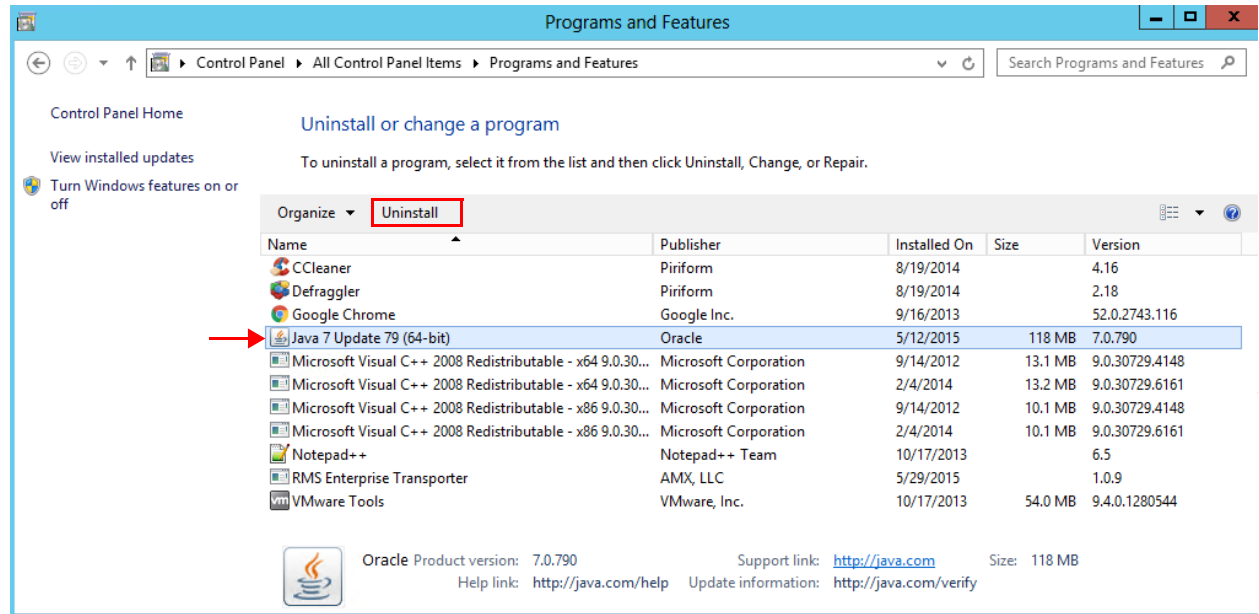 Programs and Features
Control Panel All Control Panel Items Programs and Features
Search Programs and Features
Control Panel Home
View installed updates
Turn Windows features on or
off
Uninstall or change a program
To uninstall a program, select it from the list and then click Uninstall, Change, or Repair.
Organize Uninstall
Name Publisher Installed On Size Version
CCleaner Piriform 8/19/2014 4.16
Defraggler Piriform 8/19/2014 2.18
Google Chrome Google Inc. 9/16/2013 52.0.2743.116
Java 7 Update 79 (64-bit) Oracle 5/12/2015 118 MB 7.0.790
Microsoft Visual C++ 2008 Redistributable - x64 9.0.30... Microsoft Corporation 9/14/2012 13.1 MB 9.0.30729.4148
Microsoft Visual C++ 2008 Redistributable - x64 9.0.30... Microsoft Corporation 2/4/2014 13.2 MB 9.0.30729.6161
Microsoft Visual C++ 2008 Redistributable - x86 9.0.30... Microsoft Corporation 9/14/2012 10.1 MB 9.0.30729.4148
Microsoft Visual C++ 2008 Redistributable - x86 9.0.30... Microsoft Corporation 2/4/2014 10.1 MB 9.0.30729.6161
Notepad++ Notepad++ Team 10/17/2013 6.5
RMS Enterprise Transporter AMX, LLC 5/29/2015 1.0.9
vm VMware Tools VMware, Inc. 10/17/2013 54.0 MB 9.4.0.1280544
Oracle Product version: 7.0.790 Support link: http://java.com Size: 118 MB
Help link: http://java.com/help Update information: http://java.com/verify